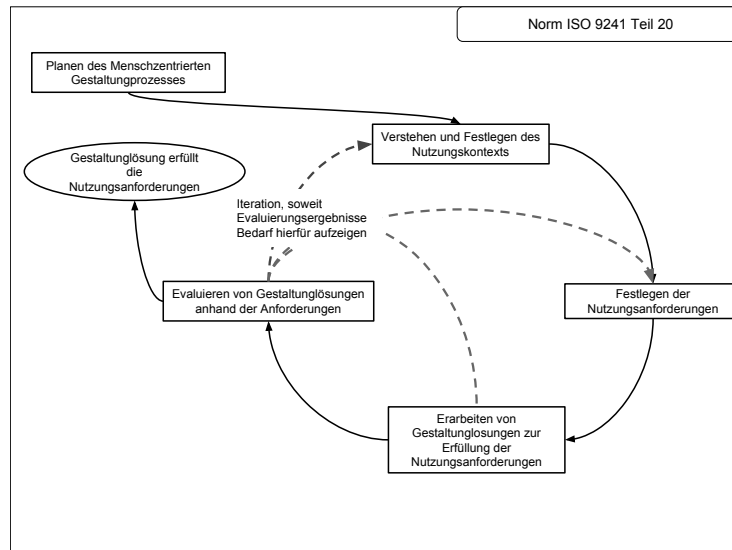 Norm ISO 9241 Teil 20
Planen des Menschzentrierten
Gestaltungprozesses
Verstehen und Festlegen des
Nutzungskontexts
Gestaltunglösung erfüllt
die
Nutzungsanforderungen
Iteration, soweit
Evaluierungsergebnisse
Bedarf hierfür aufzeigen
Evaluieren von Gestaltunglösungen
anhand der Anforderungen
Festlegen der
Nutzungsanforderungen
Erarbeiten von
Gestaltunglosungen zur
Erfüllung der
Nutzungsanforderungen